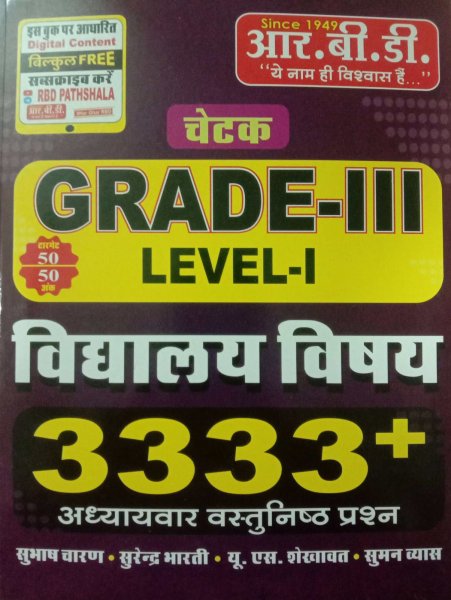 इस बुक पर आधारित
Digital Content
बिल्कुल FREE
सब्सक्राइब करें
RBD PATHSHALA
आर.बी.डी.
Since 1949
आर.बी.डी.
“ये नाम ही विश्वास हैं...”
चेटक
GRADE-III
LEVEL-I
टारगेट
50
50
अंक
विद्यालय विषय
3333+
अध्यायवार वस्तुनिष्ठ प्रश्न
सुभाष चारण • सुरेन्द्र भारती • यू. एस. शेखावत • सुमन व्यास